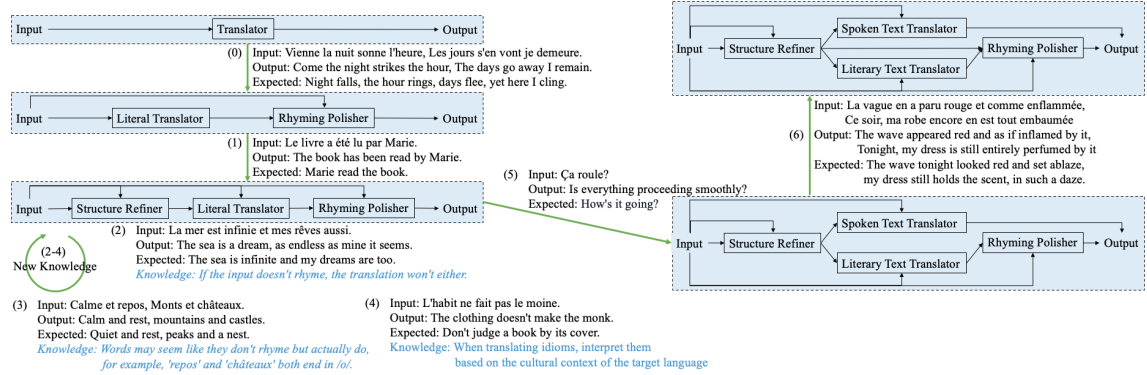 Input Translator Output
(0) Input: Vienne la nuit sonne l'heure, Les jours s'en vont je demeure.
Output: Come the night strikes the hour, The days go away I remain.
Expected: Night falls, the hour rings, days flee, yet here I cling.
Input Literal Translator Rhyming Polisher Output
(1) Input: Le livre a été lu par Marie.
Output: The book has been read by Marie.
Expected: Marie read the book.
Input Structure Refiner Literal Translator Rhyming Polisher Output
(2-4)
New Knowledge
(2) Input: La mer est infinie et mes rêves aussi.
Output: The sea is a dream, as endless as mine it seems.
Expected: The sea is infinite and my dreams are too.
Knowledge: If the input doesn't rhyme, the translation won't either.
(3) Input: Calme et repos, Monts et châteaux.
Output: Calm and rest, mountains and castles.
Expected: Quiet and rest, peaks and a nest.
Knowledge: Words may seem like they don't rhyme but actually do,
for example, 'repos' and 'châteaux' both end in /o/.
(4) Input: L'habit ne fait pas le moine.
Output: The clothing doesn't make the monk.
Expected: Don't judge a book by its cover.
Knowledge: When translating idioms, interpret them
based on the cultural context of the target language
(5) Input: Ça roule?
Output: Is everything proceeding smoothly?
Expected: How's it going?
Spoken Text Translator
Input Structure Refiner Rhyming Polisher Output
Literary Text Translator
(6) Input: La vague en a paru rouge et comme enflammée,
Ce soir, ma robe encore en est tout embaumée
Output: The wave appeared red and as if inflamed by it,
Tonight, my dress is still entirely perfumed by it
Expected: The wave tonight looked red and set ablaze,
my dress still holds the scent, in such a daze.
Spoken Text Translator
Input Structure Refiner Rhyming Polisher Output
Literary Text Translator